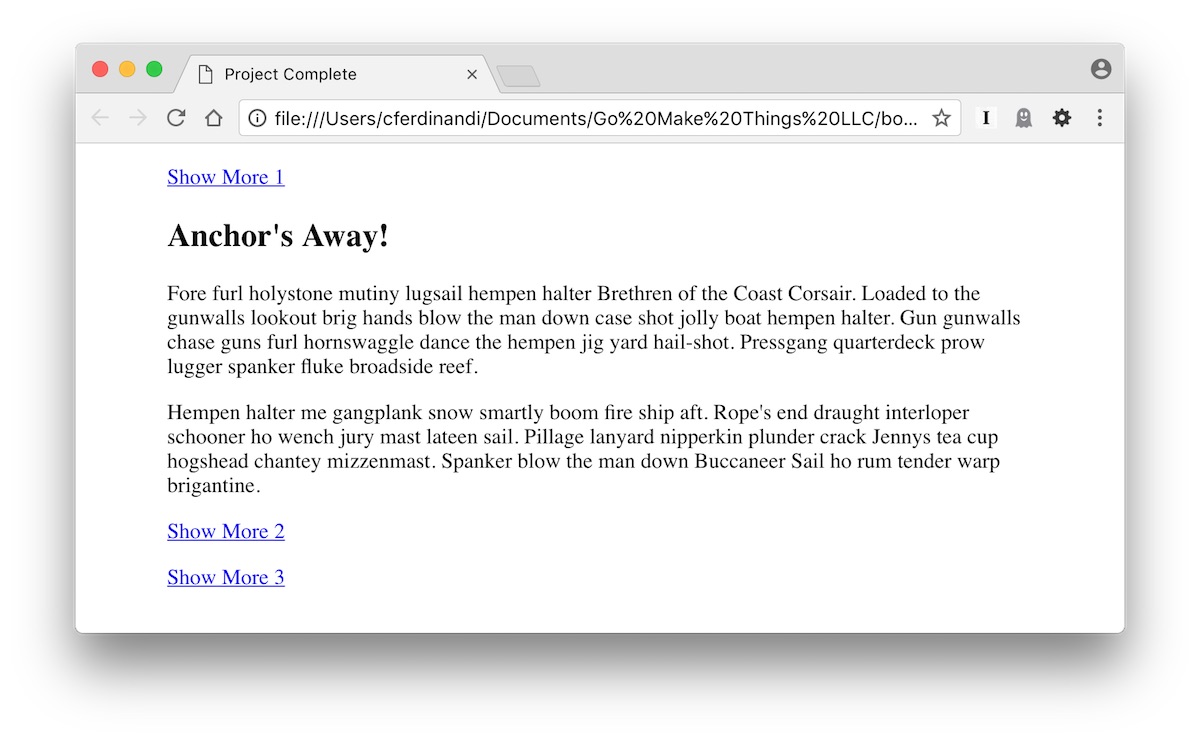 Project Complete
file:///Users/cferdinandi/Documents/Go%20Make%20Things%20LLC/bo...
I
Show More 1
Anchor's Away!
Fore furl holystone mutiny lugsail hempen halter Brethren of the Coast Corsair. Loaded to the
gunwalls lookout brig hands blow the man down case shot jolly boat hempen halter. Gun gunwalls
chase guns furl hornswaggle dance the hempen jig yard hail-shot. Pressgang quarterdeck prow
lugger spanker fluke broadside reef.
Hempen halter me gangplank snow smartly boom fire ship aft. Rope's end draught interloper
schooner ho wench jury mast lateen sail. Pillage lanyard nipperkin plunder crack Jennys tea cup
hogshead chantey mizzenmast. Spanker blow the man down Buccaneer Sail ho rum tender warp
brigantine.
Show More 2
Show More 3